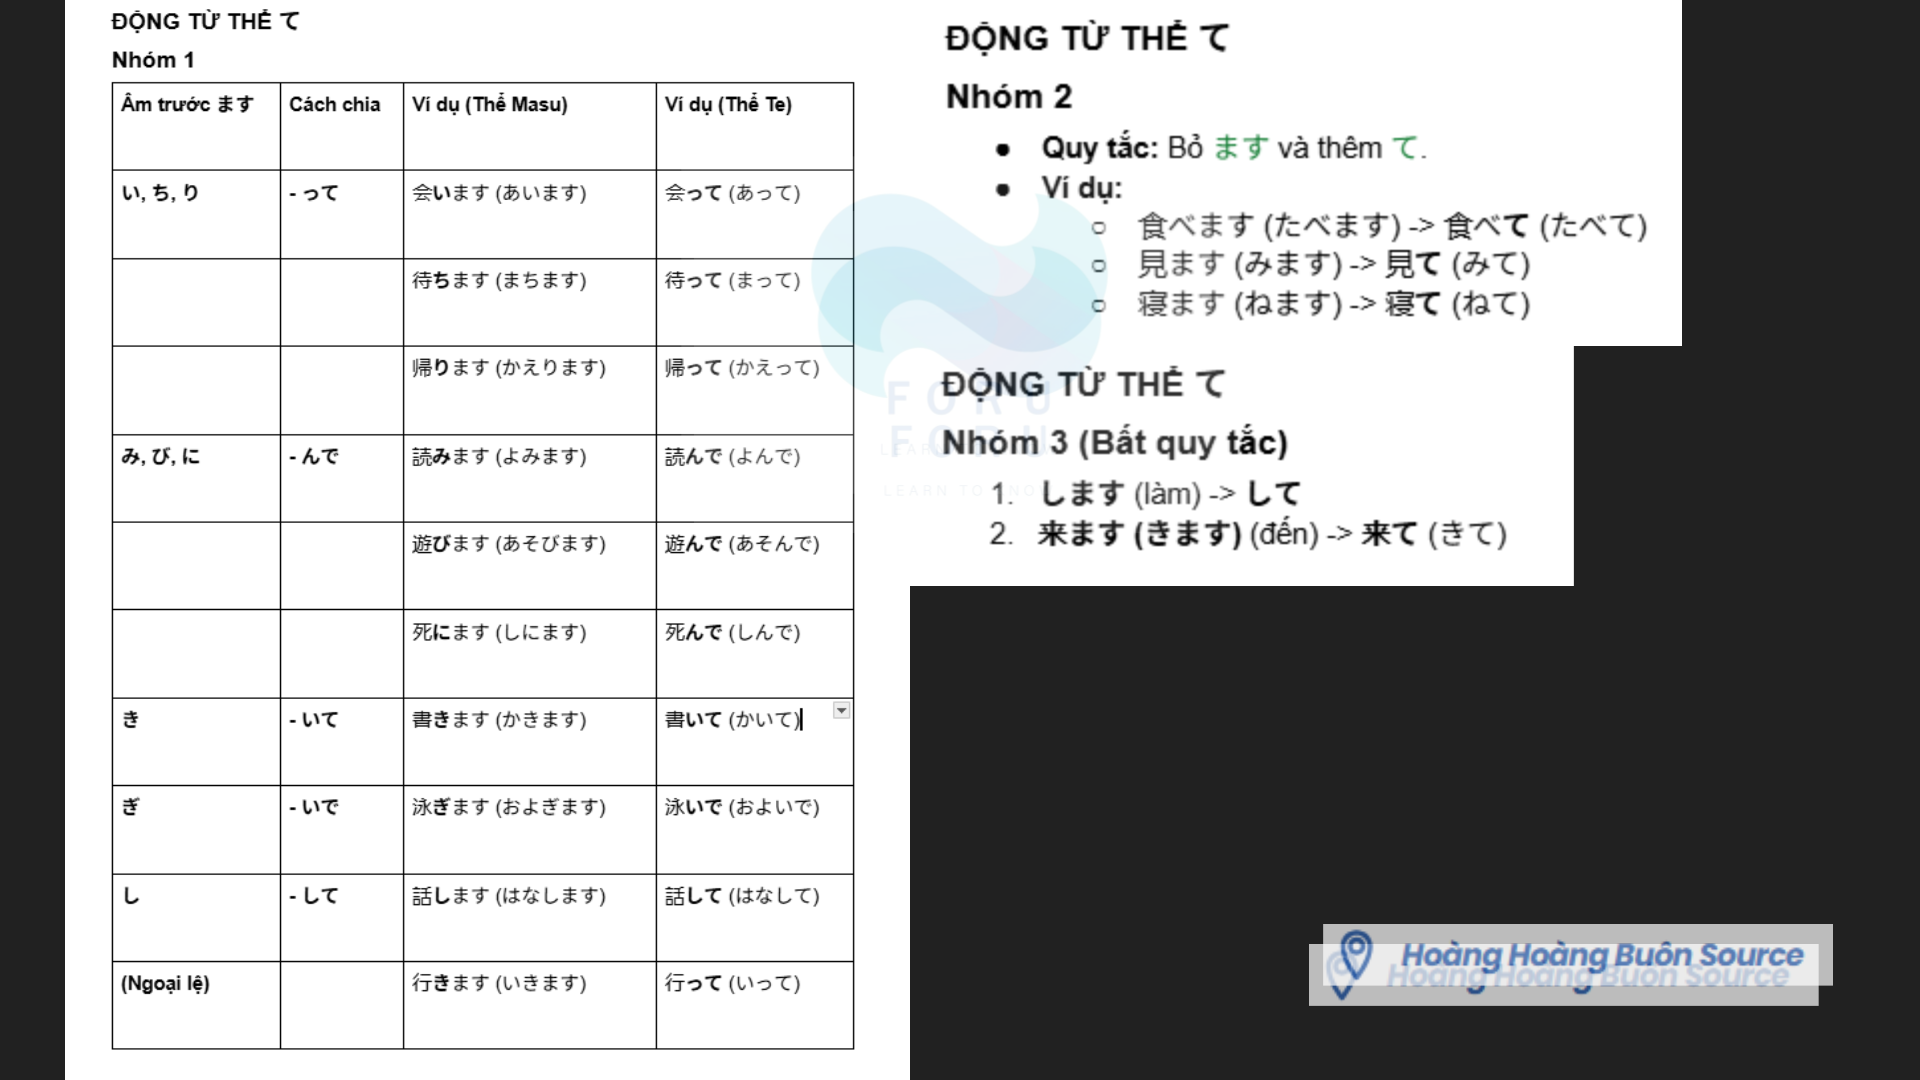 ĐỘNG TỪ THỂ て
Nhóm 1
Âm trước ます Cách chia Ví dụ (Thể Masu) Ví dụ (Thể Te)
い, ち, り - って 会います (あいます) 会って (あって)
待ちます (まちます) 待って (まって)
帰ります (かえります) 帰って (かえって)
み, び, に - んで 読みます (よみます) 読んで (よんで)
遊びます (あそびます) 遊んで (あそんで)
死にます (しにます) 死んで (しんで)
き - いて 書きます (かきます) 書いて (かいて)
ぎ - いで 泳ぎます (およぎます) 泳いで (およいで)
し - して 話します (はなします) 話して (はなして)
(Ngoại lệ) 行きます (いきます) 行って (いって)
ĐỘNG TỪ THỂ て
Nhóm 2
● Quy tắc: Bỏ ます và thêm て.
● Ví dụ:
○ 食べます (たべます) -> 食べて (たべて)
○ 見ます (みます) -> 見て (みて)
○ 寝ます (ねます) -> 寝て (ねて)
ĐỘNG TỪ THỂ て
Nhóm 3 (Bất quy tắc)
1. します (làm) -> して
2. 来ます (きます) (đến) -> 来て (きて)
FORU
FORU
LEARN TO KNOW
Hoàng Hoàng Buôn Source
Hoàng Hoàng Buôn Source